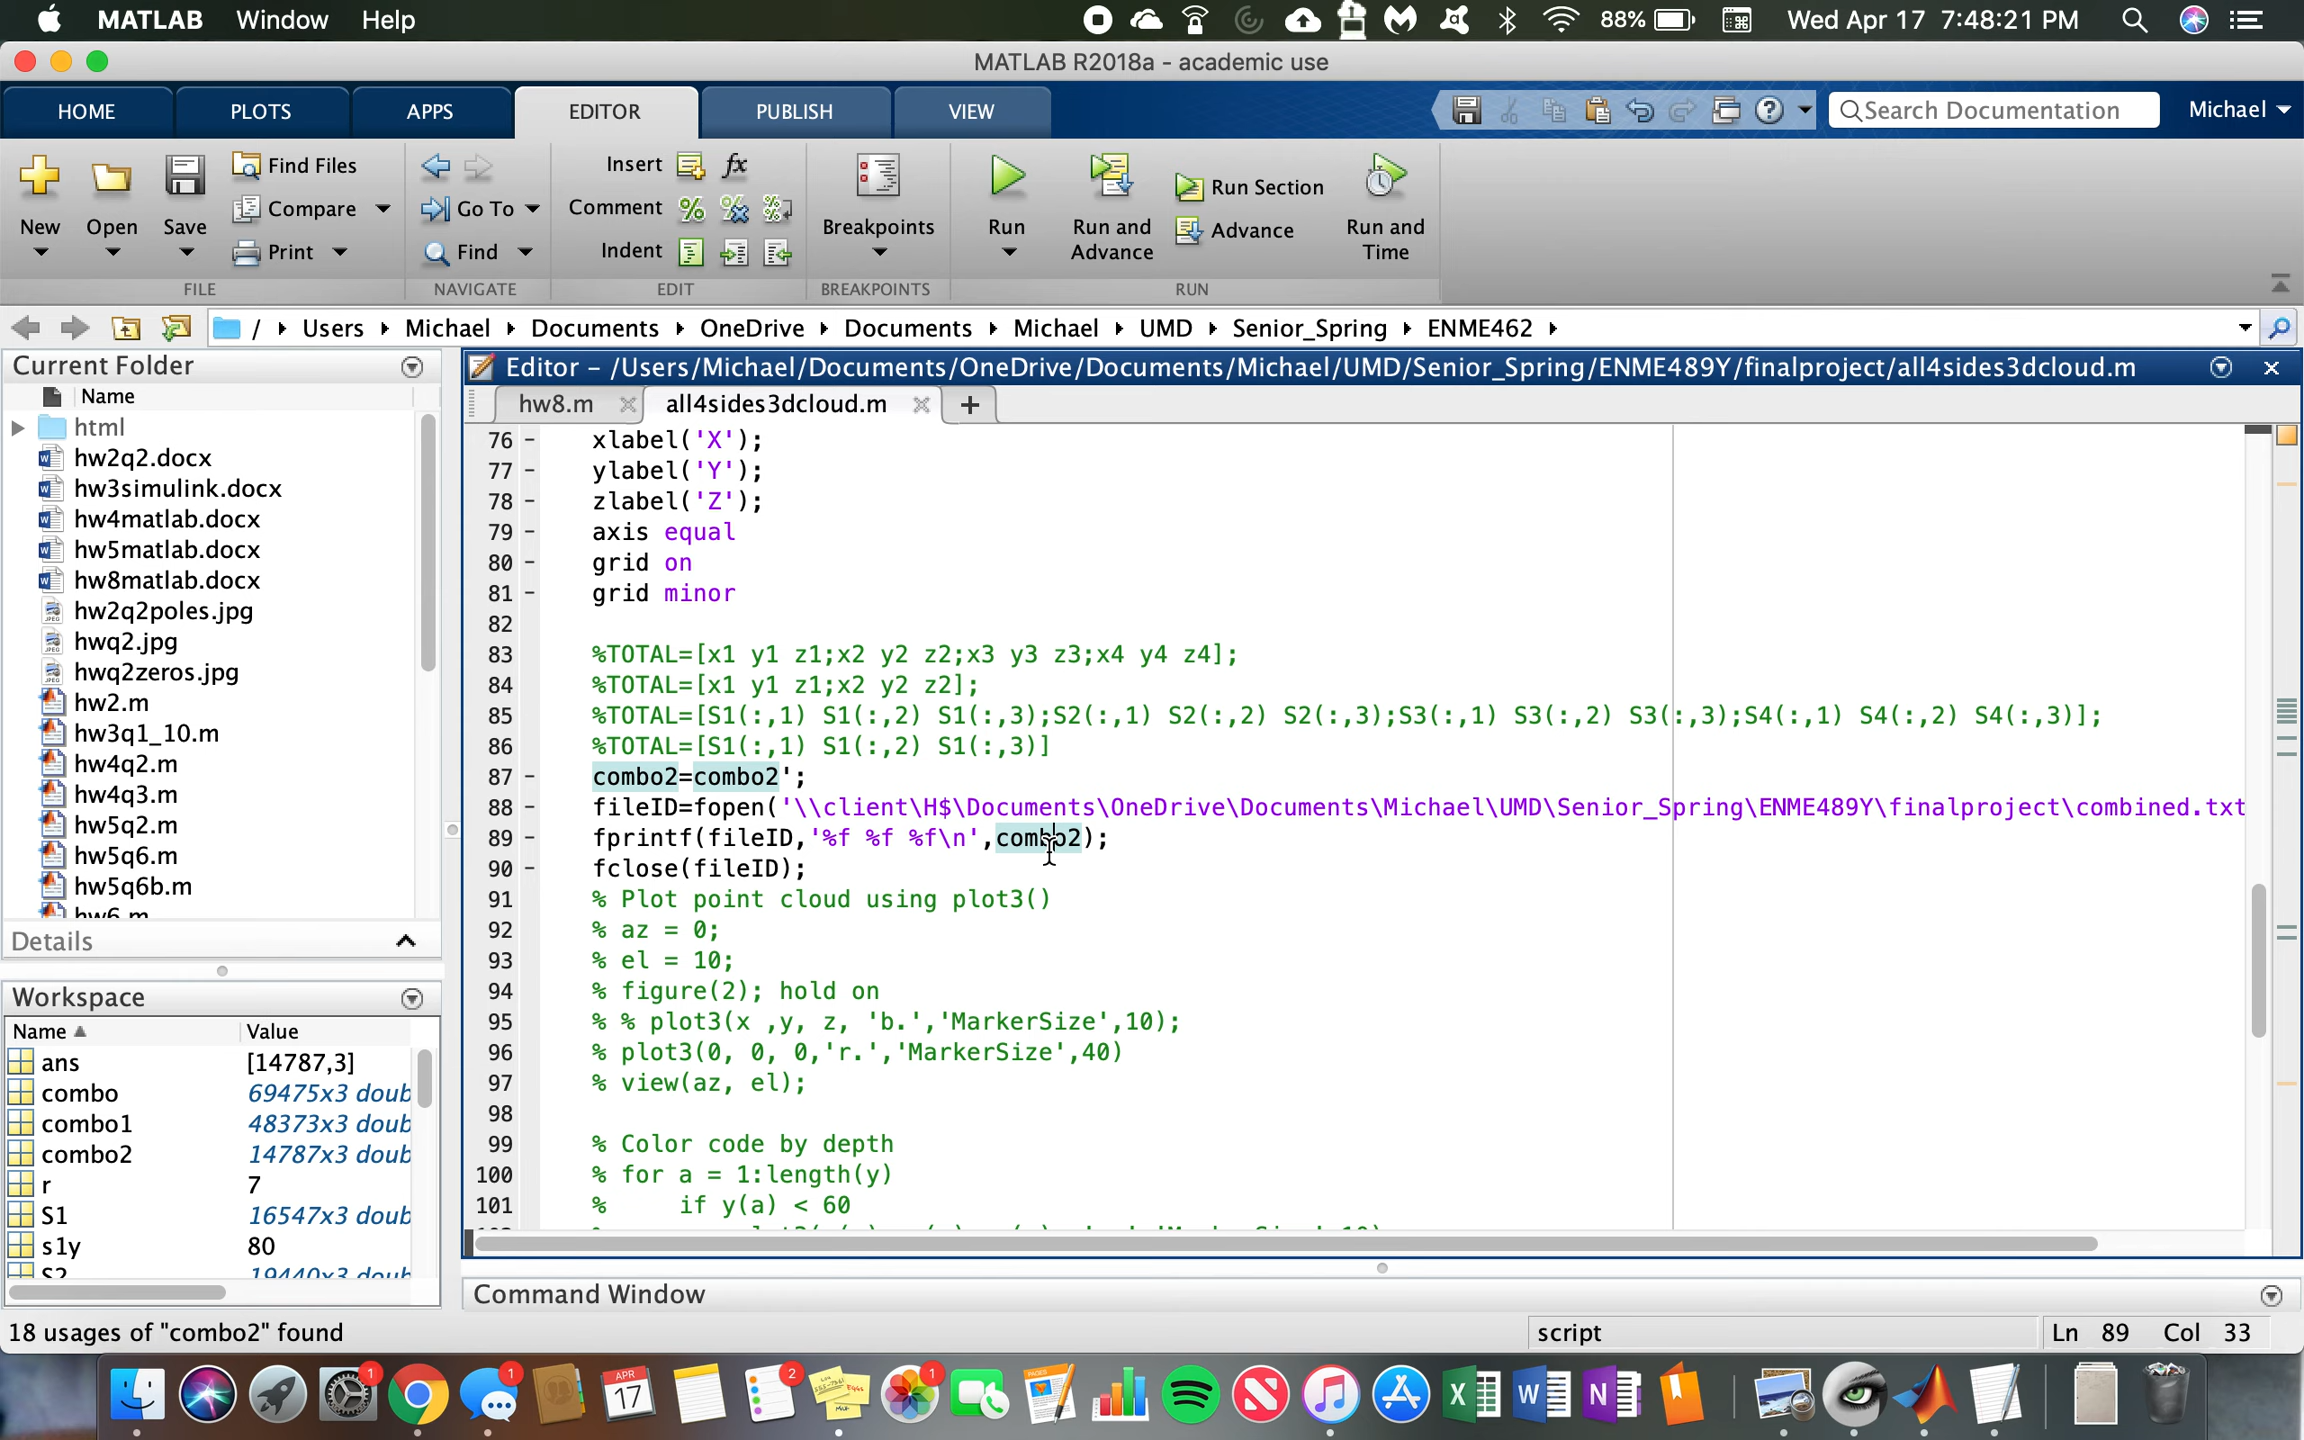 MATLAB Window Help
88% Wed Apr 17 7:48:21 PM
MATLAB R2018a - academic use
HOME PLOTS APPS EDITOR PUBLISH VIEW Search Documentation Michael
Find Files Insert fx
Compare Go To Comment Run Section
New Open Save Breakpoints Run Run and Advance Advance Run and Time
Print Find Indent
FILE NAVIGATE EDIT BREAKPOINTS RUN
/ Users Michael Documents OneDrive Documents Michael UMD Senior_Spring ENME462
Current Folder
Name
html
hw2q2.docx
hw3simulink.docx
hw4matlab.docx
hw5matlab.docx
hw8matlab.docx
hw2q2poles.jpg
hwq2.jpg
hwq2zeros.jpg
hw2.m
hw3q1_10.m
hw4q2.m
hw4q3.m
hw5q2.m
hw5q6.m
hw5q6b.m
hw6.m
Details
Workspace
Name Value
ans [14787,3]
combo 69475x3 doub
combo1 48373x3 doub
combo2 14787x3 doub
r 7
S1 16547x3 doub
s1y 80
S2 19440x3 doub
18 usages of "combo2" found
Editor - /Users/Michael/Documents/OneDrive/Documents/Michael/UMD/Senior_Spring/ENME489Y/finalproject/all4sides3dcloud.m
hw8.m all4sides3dcloud.m +
76 - xlabel('X');
77 - ylabel('Y');
78 - zlabel('Z');
79 - axis equal
80 - grid on
81 - grid minor
82
83 %TOTAL=[x1 y1 z1;x2 y2 z2;x3 y3 z3;x4 y4 z4];
84 %TOTAL=[x1 y1 z1;x2 y2 z2];
85 %TOTAL=[S1(:,1) S1(:,2) S1(:,3);S2(:,1) S2(:,2) S2(:,3);S3(:,1) S3(:,2) S3(:,3);S4(:,1) S4(:,2) S4(:,3)];
86 %TOTAL=[S1(:,1) S1(:,2) S1(:,3)]
87 - combo2=combo2';
88 - fileID=fopen('\\client\H$\Documents\OneDrive\Documents\Michael\UMD\Senior_Spring\ENME489Y\finalproject\combined.txt
89 - fprintf(fileID,'%f %f %f\n',combo2);
90 - fclose(fileID);
91 % Plot point cloud using plot3()
92 % az = 0;
93 % el = 10;
94 % figure(2); hold on
95 % % plot3(x ,y, z, 'b.','MarkerSize',10);
96 % plot3(0, 0, 0,'r.','MarkerSize',40)
97 % view(az, el);
98
99 % Color code by depth
100 % for a = 1:length(y)
101 % if y(a) < 60
Command Window
script Ln 89 Col 33
APR 17